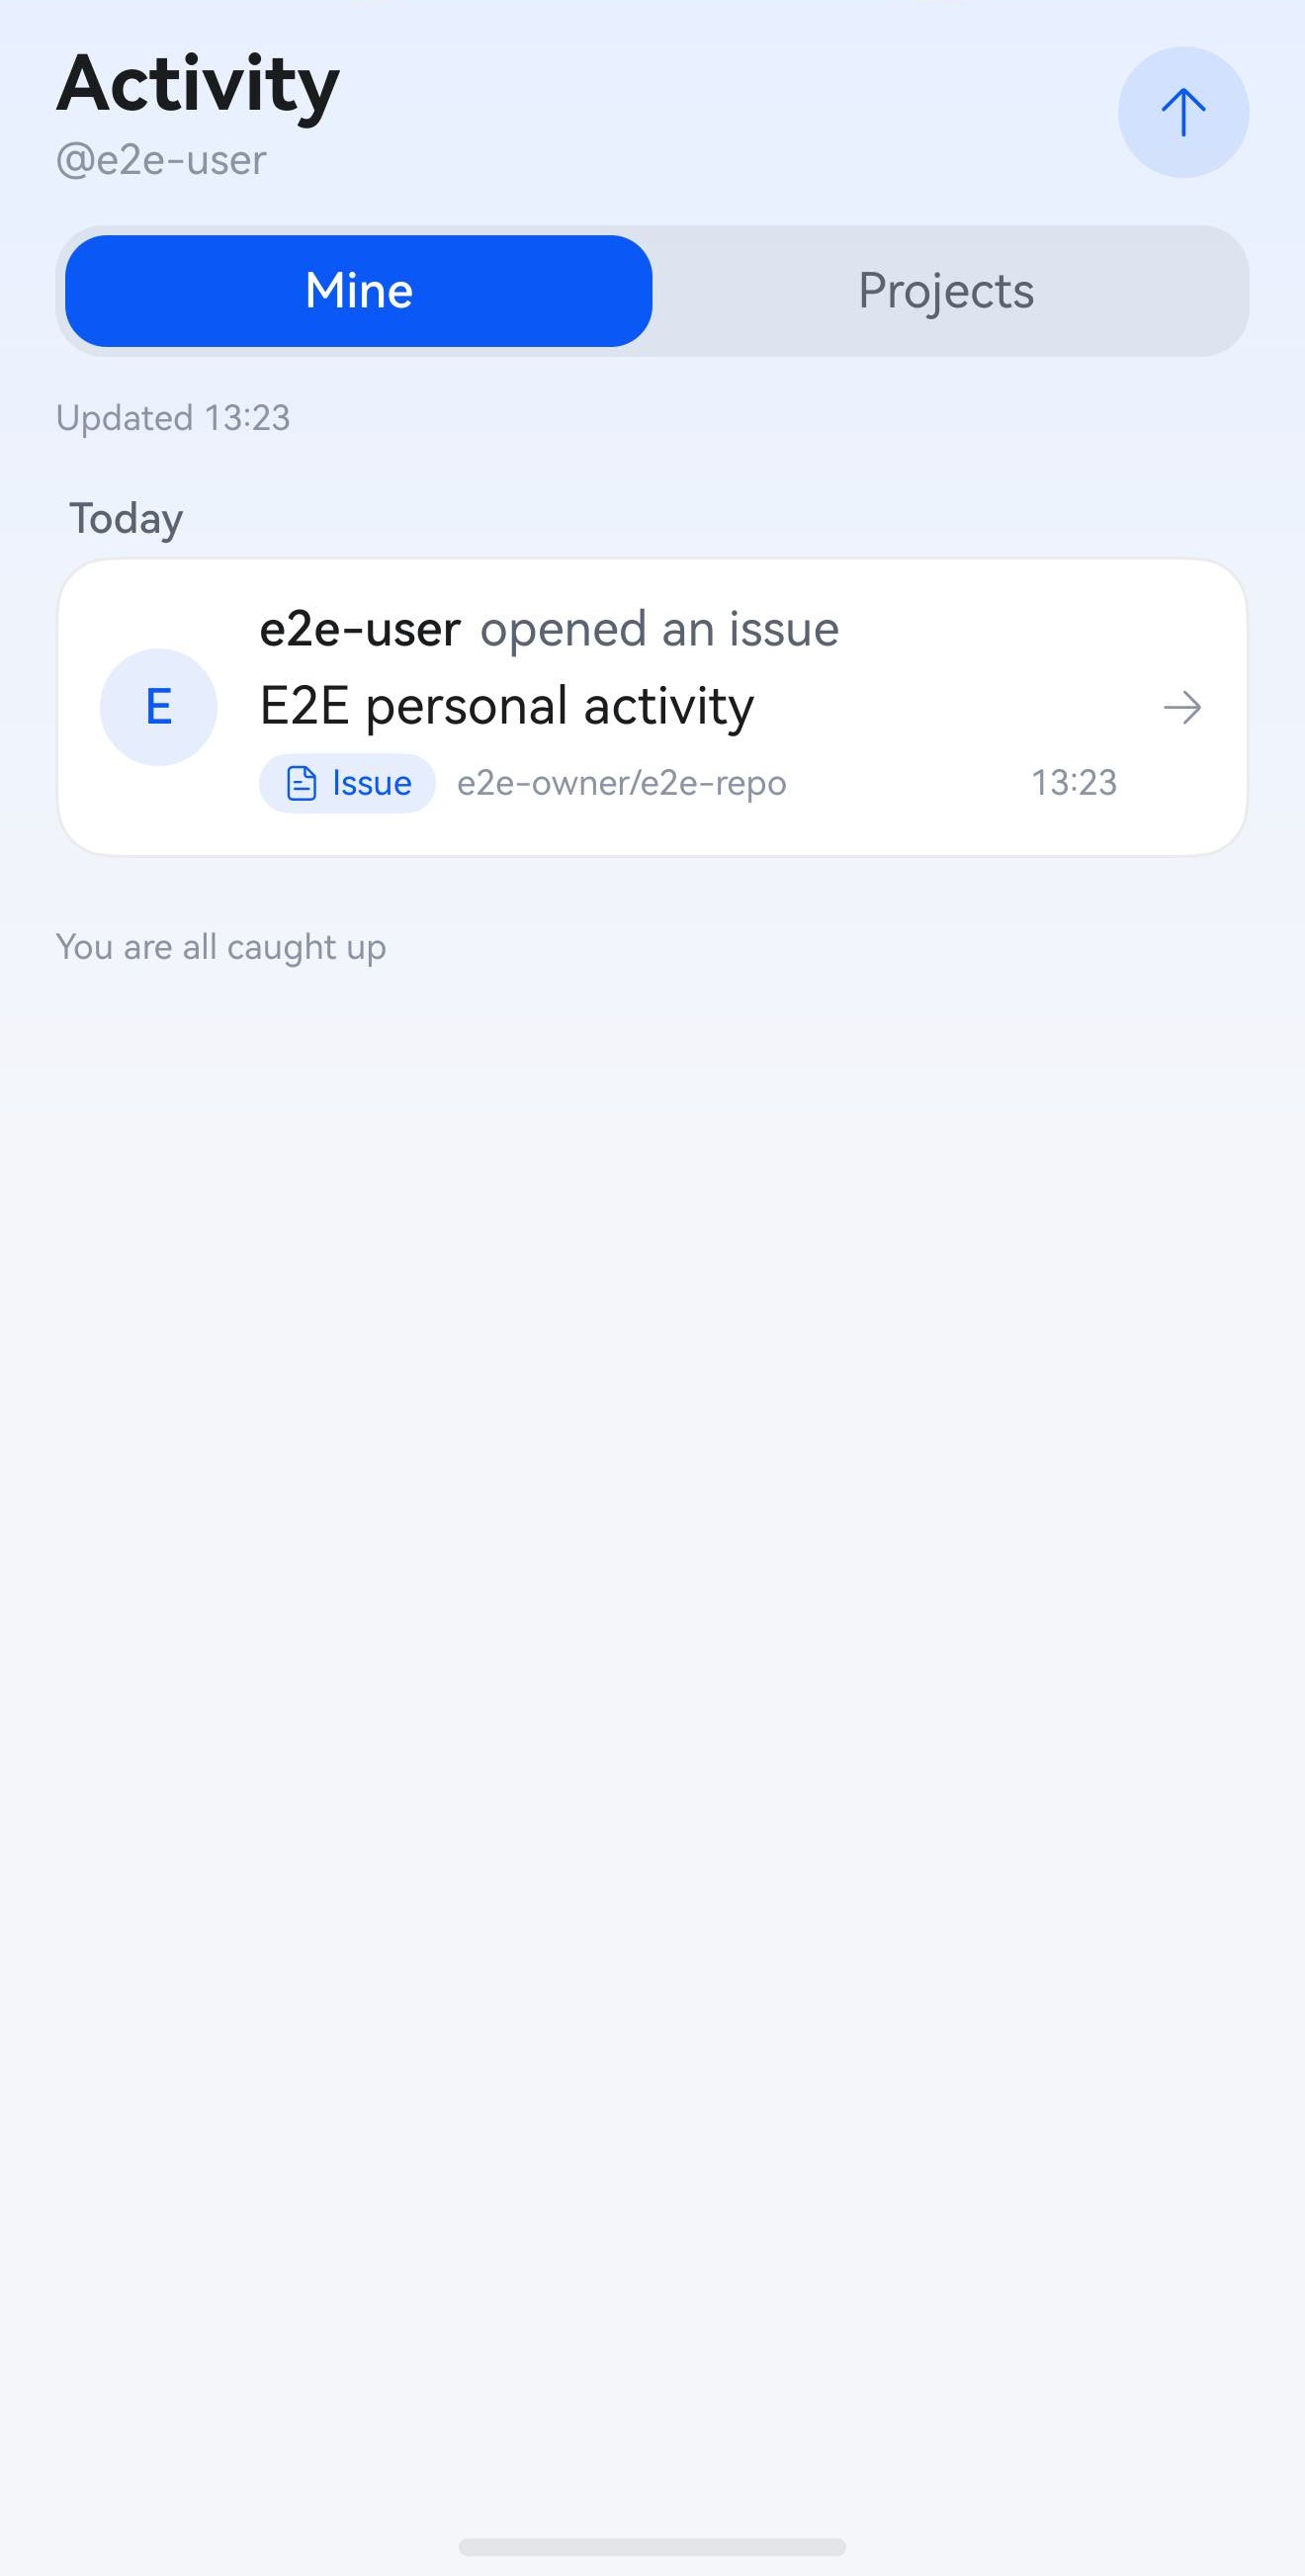 Activity
@e2e-user
Mine
Projects
Updated 13:23
Today
e2e-user opened an issue
E
E2E personal activity
Issue e2e-owner/e2e-repo 13:23
You are all caught up